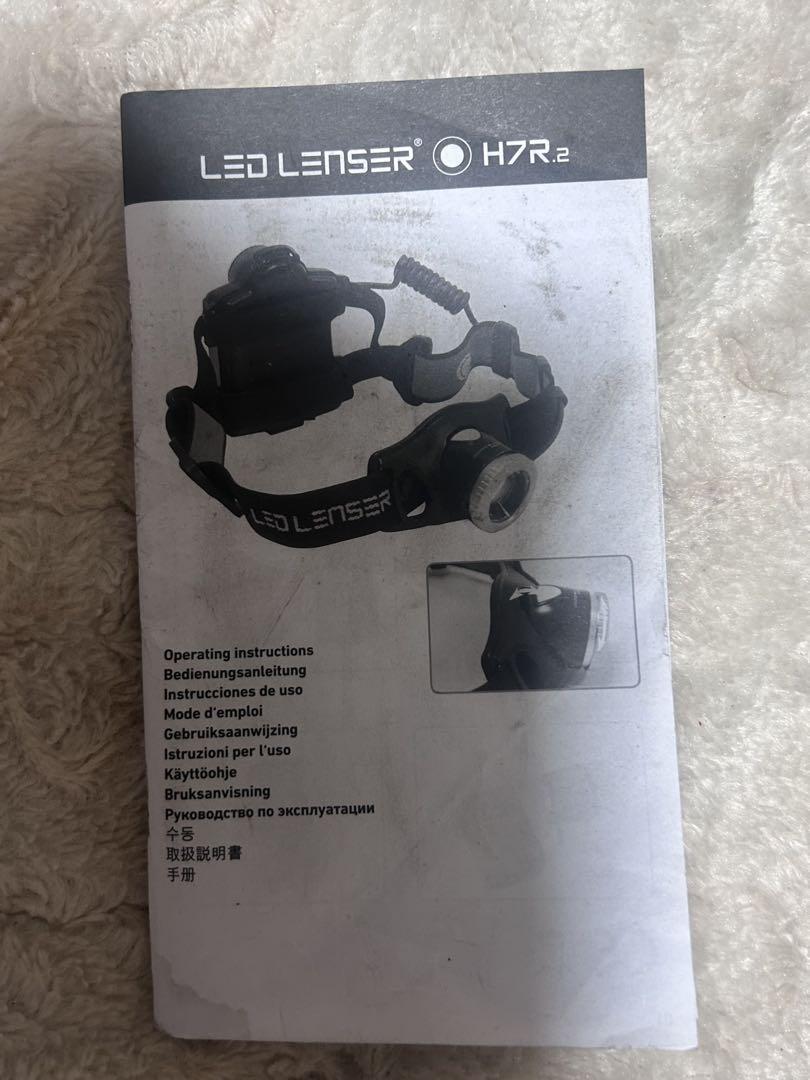 LED LENSER® H7R.2
LED LENSER
Operating instructions
Bedienungsanleitung
Instrucciones de uso
Mode d'emploi
Gebruiksaanwijzing
Istruzioni per l'uso
Käyttöohje
Bruksanvisning
Руководство по эксплуатации
수동
取扱説明書
手册